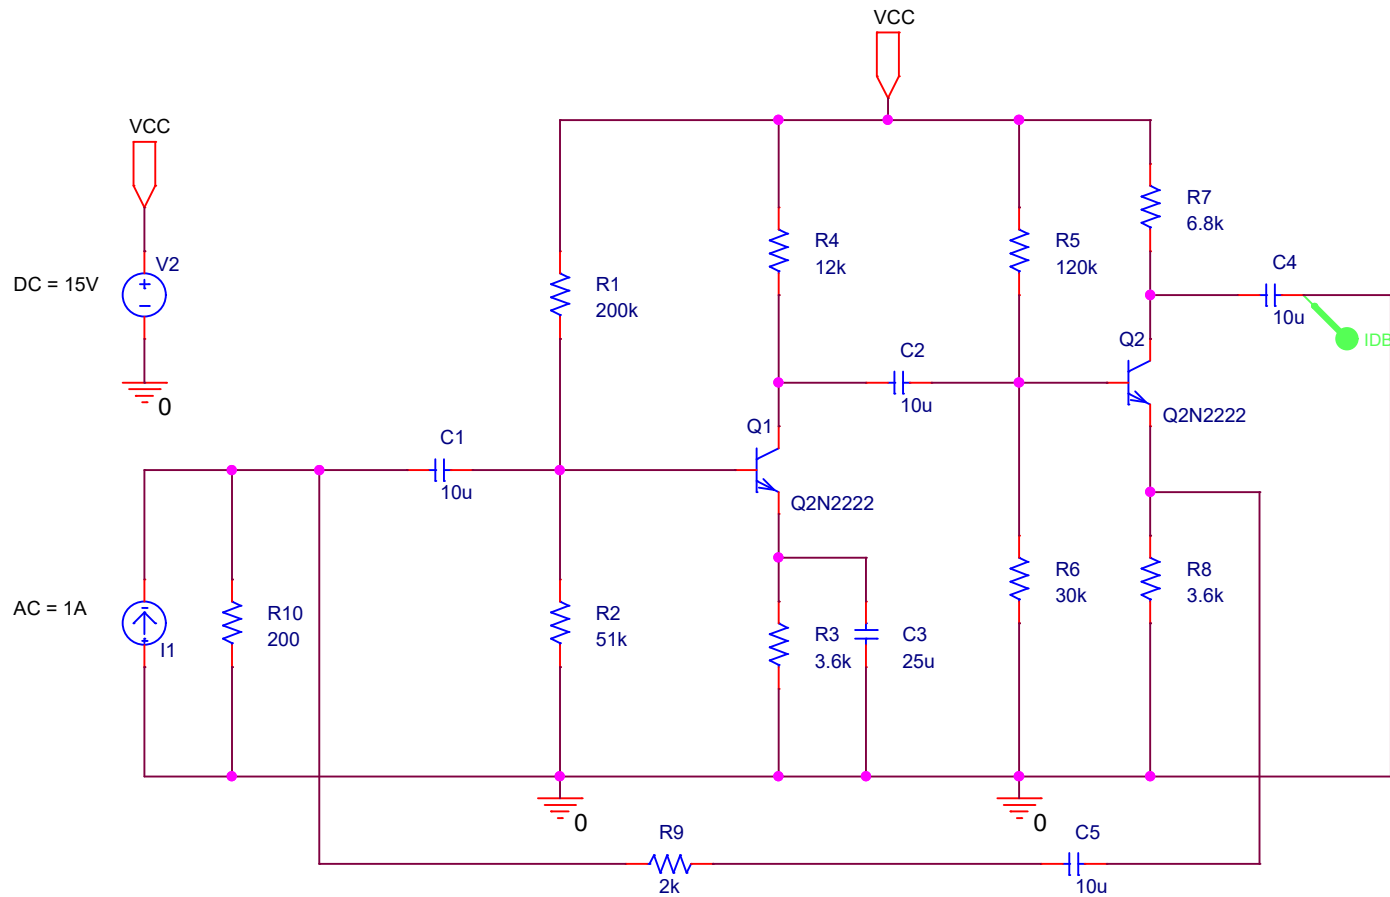 VCC
VCC
DC = 15V
V2
+
−
0
R1
200k
R4
12k
R5
120k
R7
6.8k
C4
10u
IDB
Q2
Q2N2222
C2
10u
C1
10u
Q1
Q2N2222
AC = 1A
-
+
I1
R10
200
R2
51k
R3
3.6k
C3
25u
R6
30k
R8
3.6k
0
0
R9
2k
C5
10u